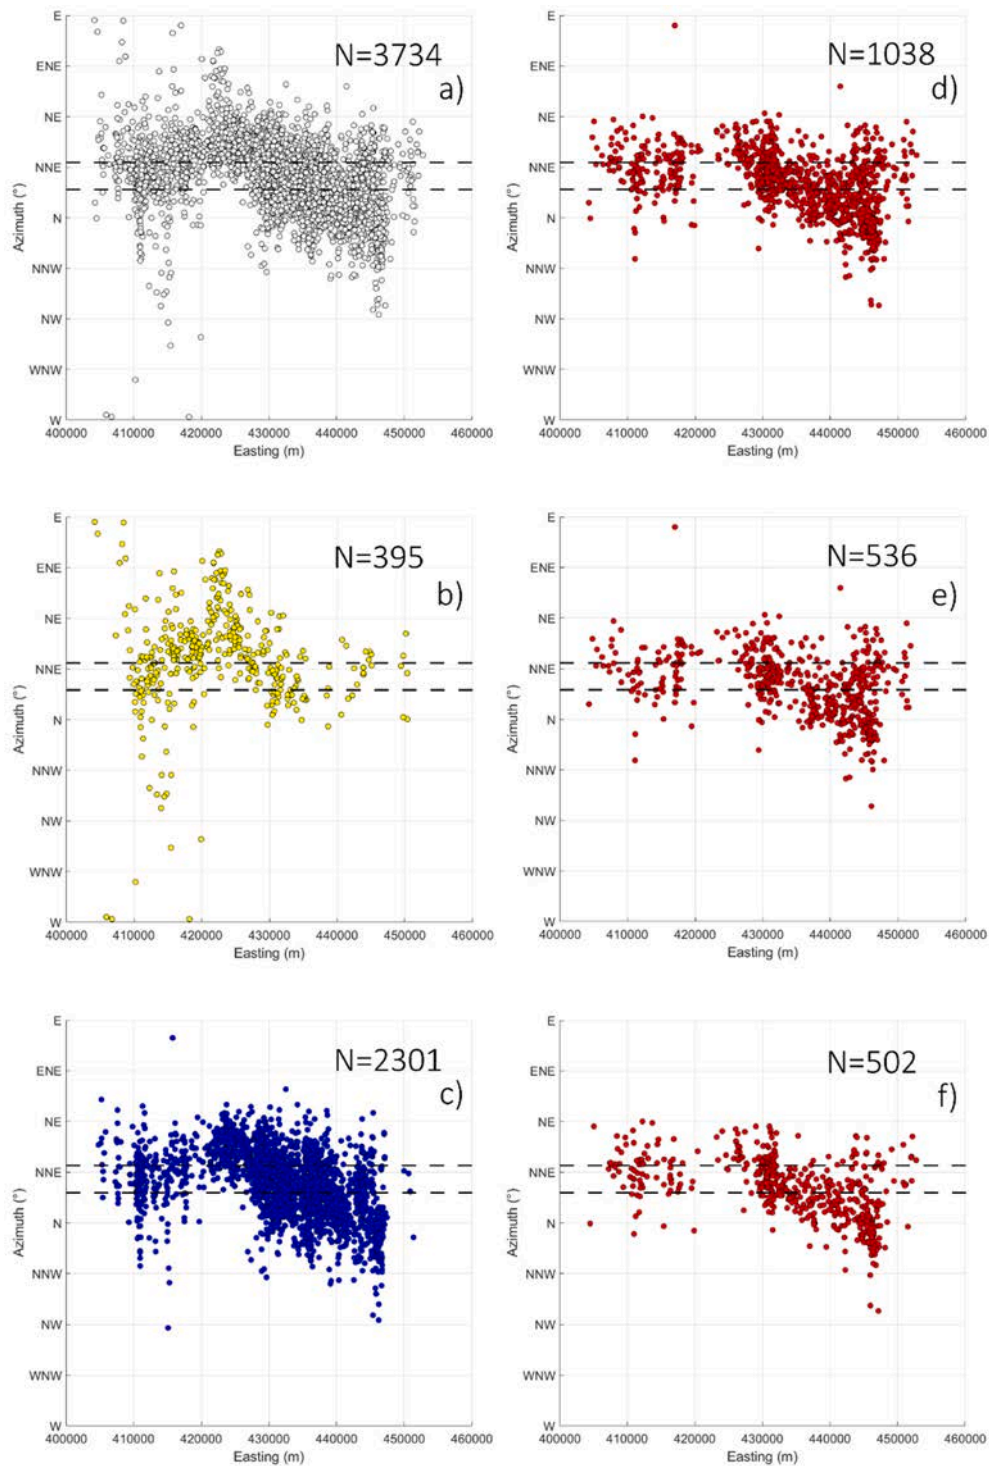 E
ENE
NE
NNE
N
NNW
NW
WNW
W
Azimuth (°)
N=3734
a)
400000 410000 420000 430000 440000 450000 460000
Easting (m)
E
ENE
NE
NNE
N
NNW
NW
WNW
W
Azimuth (°)
N=1038
d)
400000 410000 420000 430000 440000 450000 460000
Easting (m)
E
ENE
NE
NNE
N
NNW
NW
WNW
W
Azimuth (°)
N=395
b)
400000 410000 420000 430000 440000 450000 460000
Easting (m)
E
ENE
NE
NNE
N
NNW
NW
WNW
W
Azimuth (°)
N=536
e)
400000 410000 420000 430000 440000 450000 460000
Easting (m)
E
ENE
NE
NNE
N
NNW
NW
WNW
W
Azimuth (°)
N=2301
c)
400000 410000 420000 430000 440000 450000 460000
Easting (m)
E
ENE
NE
NNE
N
NNW
NW
WNW
W
Azimuth (°)
N=502
f)
400000 410000 420000 430000 440000 450000 460000
Easting (m)